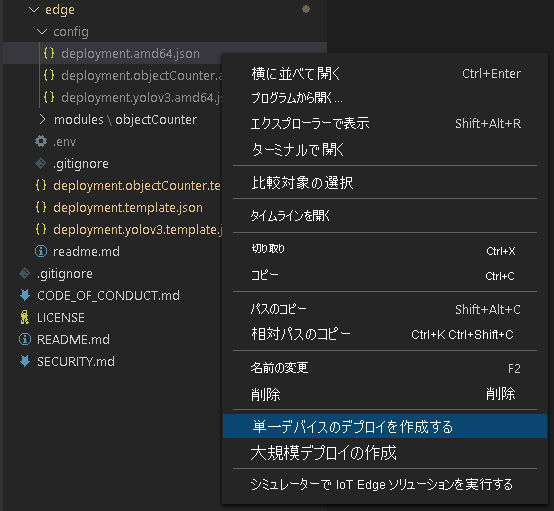 edge
config
{} deployment.amd64.json
{} deployment.objectCounter.a
{} deployment.yolov3.amd64.j
modules \ objectCounter
.env
.gitignore
{} deployment.objectCounter.te
{} deployment.template.json
{} deployment.yolov3.template.j
readme.md
.gitignore
CODE_OF_CONDUCT.md
LICENSE
README.md
SECURITY.md
横に並べて開く Ctrl+Enter
プログラムから開く...
エクスプローラーで表示 Shift+Alt+R
ターミナルで開く
比較対象の選択
タイムラインを開く
切り取り Ctrl+X
コピー Ctrl+C
パスのコピー Shift+Alt+C
相対パスのコピー Ctrl+K Ctrl+Shift+C
名前の変更 F2
削除 削除
単一デバイスのデプロイを作成する
大規模デプロイの作成
シミュレーターで IoT Edge ソリューションを実行する